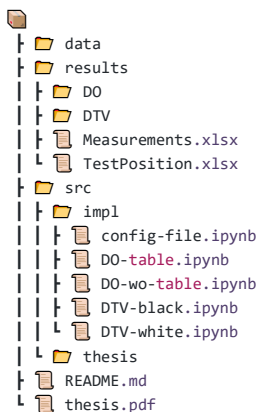 data
results
DO
DTV
Measurements.xlsx
TestPosition.xlsx
src
impl
config-file.ipynb
DO-table.ipynb
DO-wo-table.ipynb
DTV-black.ipynb
DTV-white.ipynb
thesis
README.md
thesis.pdf